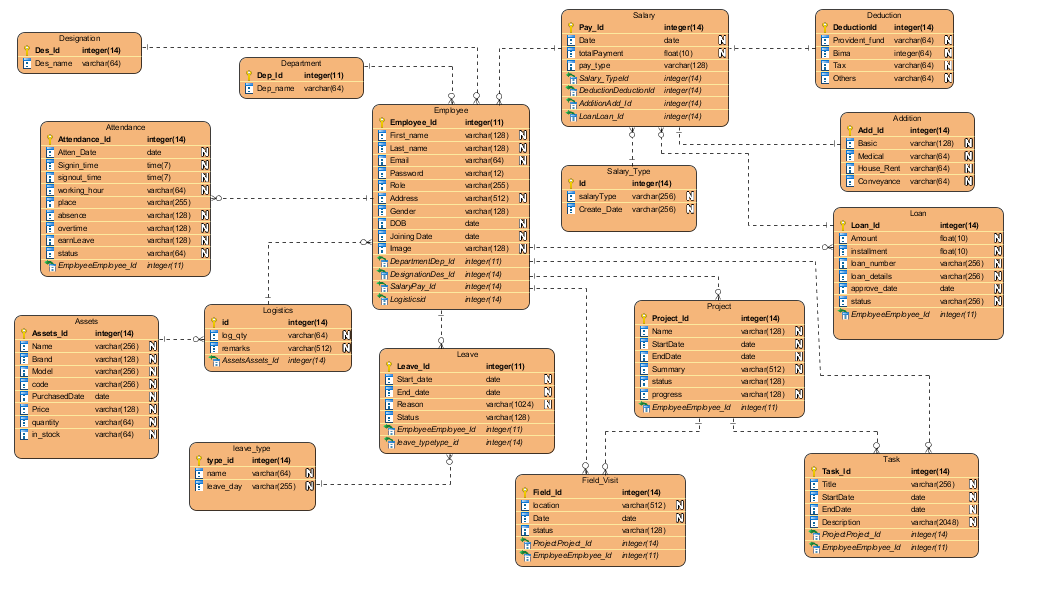 Designation
Des_Id integer(14)
Des_name varchar(64)
Department
Dep_Id integer(11)
Dep_name varchar(64)
Salary
Pay_Id integer(14)
Date date N
totalPayment float(10) N
pay_type varchar(128)
Salary_TypeId integer(14)
DeductionDeductionId integer(14)
AdditionAdd_Id integer(14)
LoanLoan_Id integer(14)
Deduction
DeductionId integer(14)
Provident_fund varchar(64) N
Bima integer(64) N
Tax varchar(64) N
Others varchar(64) N
Addition
Add_Id integer(14)
Basic varchar(128) N
Medical varchar(64) N
House_Rent varchar(64) N
Conveyance varchar(64) N
Attendance
Attendance_Id integer(14)
Atten_Date date N
Signin_time time(7) N
signout_time time(7) N
working_hour varchar(64) N
place varchar(255)
absence varchar(128) N
overtime varchar(128) N
earnLeave varchar(128) N
status varchar(64) N
EmployeeEmployee_Id integer(11)
Employee
Employee_Id integer(11)
First_name varchar(128) N
Last_name varchar(128) N
Email varchar(64) N
Password varchar(12)
Role varchar(255)
Address varchar(512) N
Gender varchar(128)
DOB date N
Joining Date date N
Image varchar(128) N
DepartmentDep_Id integer(11)
DesignationDes_Id integer(14)
SalaryPay_Id integer(14)
Logisticsid integer(14)
Salary_Type
Id integer(14)
salaryType varchar(256) N
Create_Date varchar(256) N
Loan
Loan_Id integer(14)
Amount float(10) N
installment float(10) N
loan_number varchar(256) N
loan_details varchar(256) N
approve_date date N
status varchar(256) N
EmployeeEmployee_Id integer(11)
Assets
Assets_Id integer(14)
Name varchar(256) N
Brand varchar(128) N
Model varchar(256) N
code varchar(256) N
PurchasedDate date N
Price varchar(128) N
quantity varchar(64) N
in_stock varchar(64) N
Logistics
id integer(14)
log_qty varchar(64) N
remarks varchar(512) N
AssetsAssets_Id integer(14)
Leave
Leave_Id integer(11)
Start_date date N
End_date date N
Reason varchar(1024) N
Status varchar(128)
EmployeeEmployee_Id integer(11)
leave_typetype_id integer(14)
Project
Project_Id integer(14)
Name varchar(128) N
StartDate date N
EndDate date N
Summary varchar(512) N
status varchar(128)
progress varchar(128) N
EmployeeEmployee_Id integer(11)
leave_type
type_id integer(14)
name varchar(64) N
leave_day varchar(255) N
Field_Visit
Field_Id integer(14)
location varchar(512) N
Date date N
status varchar(128)
ProjectProject_Id integer(14)
EmployeeEmployee_Id integer(11)
Task
Task_Id integer(14)
Title varchar(256) N
StartDate date N
EndDate date N
Description varchar(2048) N
ProjectProject_Id integer(14)
EmployeeEmployee_Id integer(11)